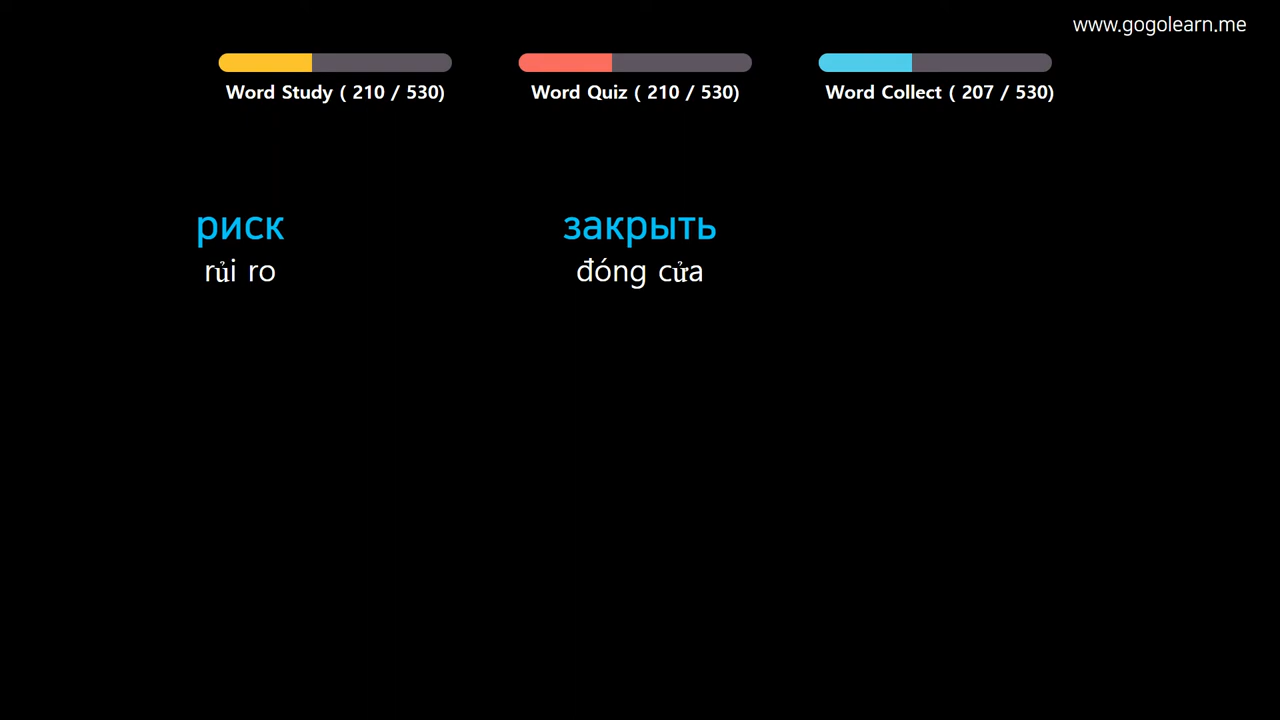 www.gogolearn.me
Word Study ( 210 / 530)
Word Quiz ( 210 / 530)
Word Collect ( 207 / 530)
риск
закрыть
rủi ro
đóng cửa